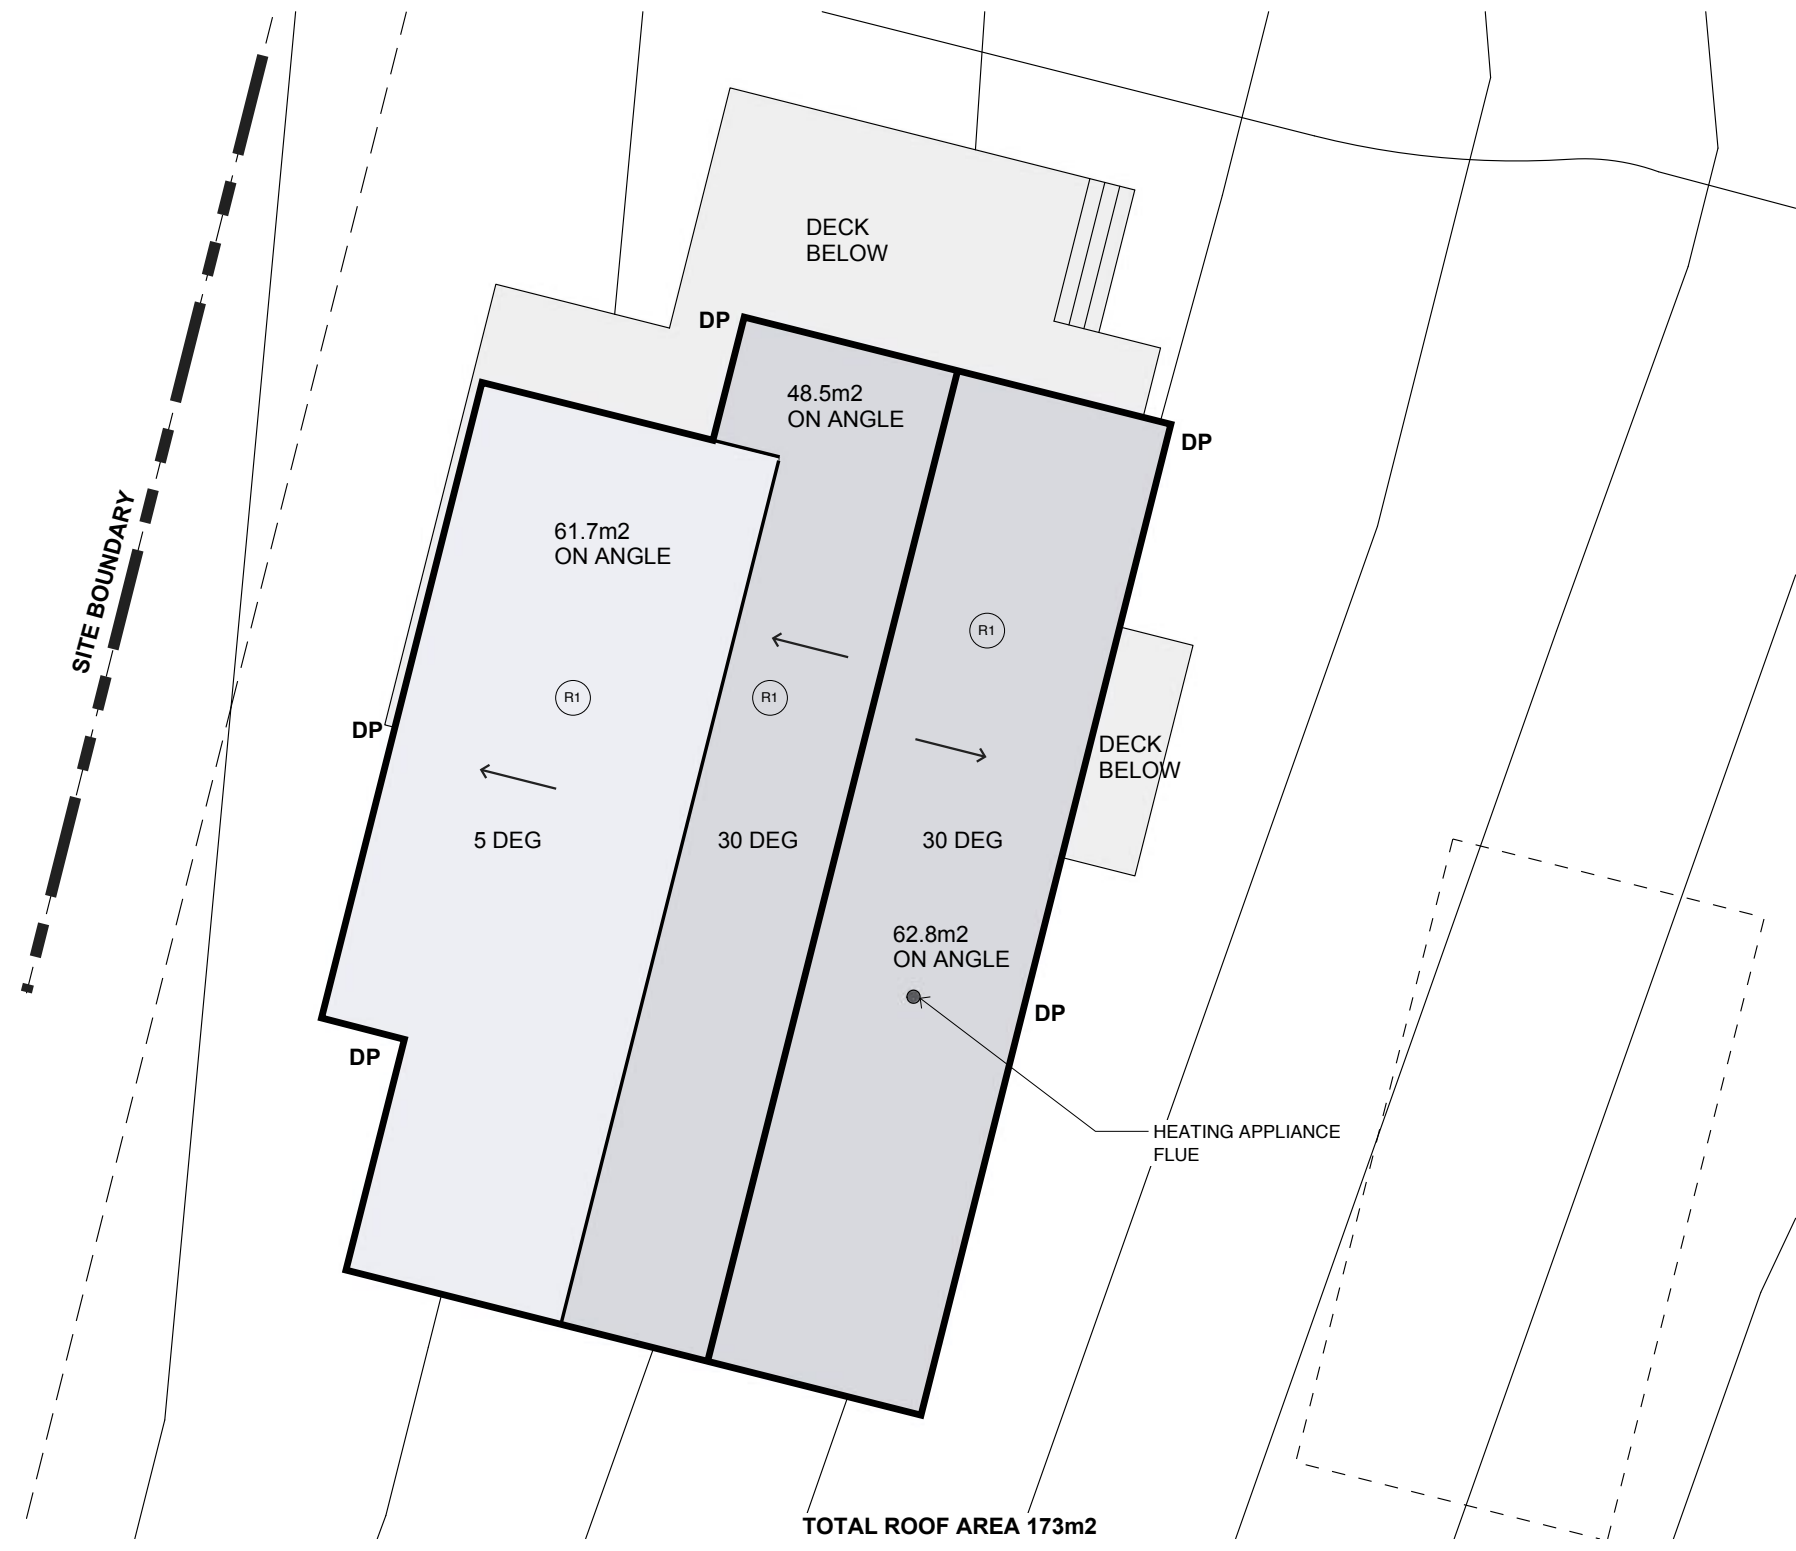 DECK
BELOW
DP
48.5m2
ON ANGLE
DP
SITE BOUNDARY
61.7m2
ON ANGLE
R1
R1
R1
DP
DECK
BELOW
5 DEG
30 DEG
30 DEG
62.8m2
ON ANGLE
DP
DP
HEATING APPLIANCE
FLUE
TOTAL ROOF AREA 173m2